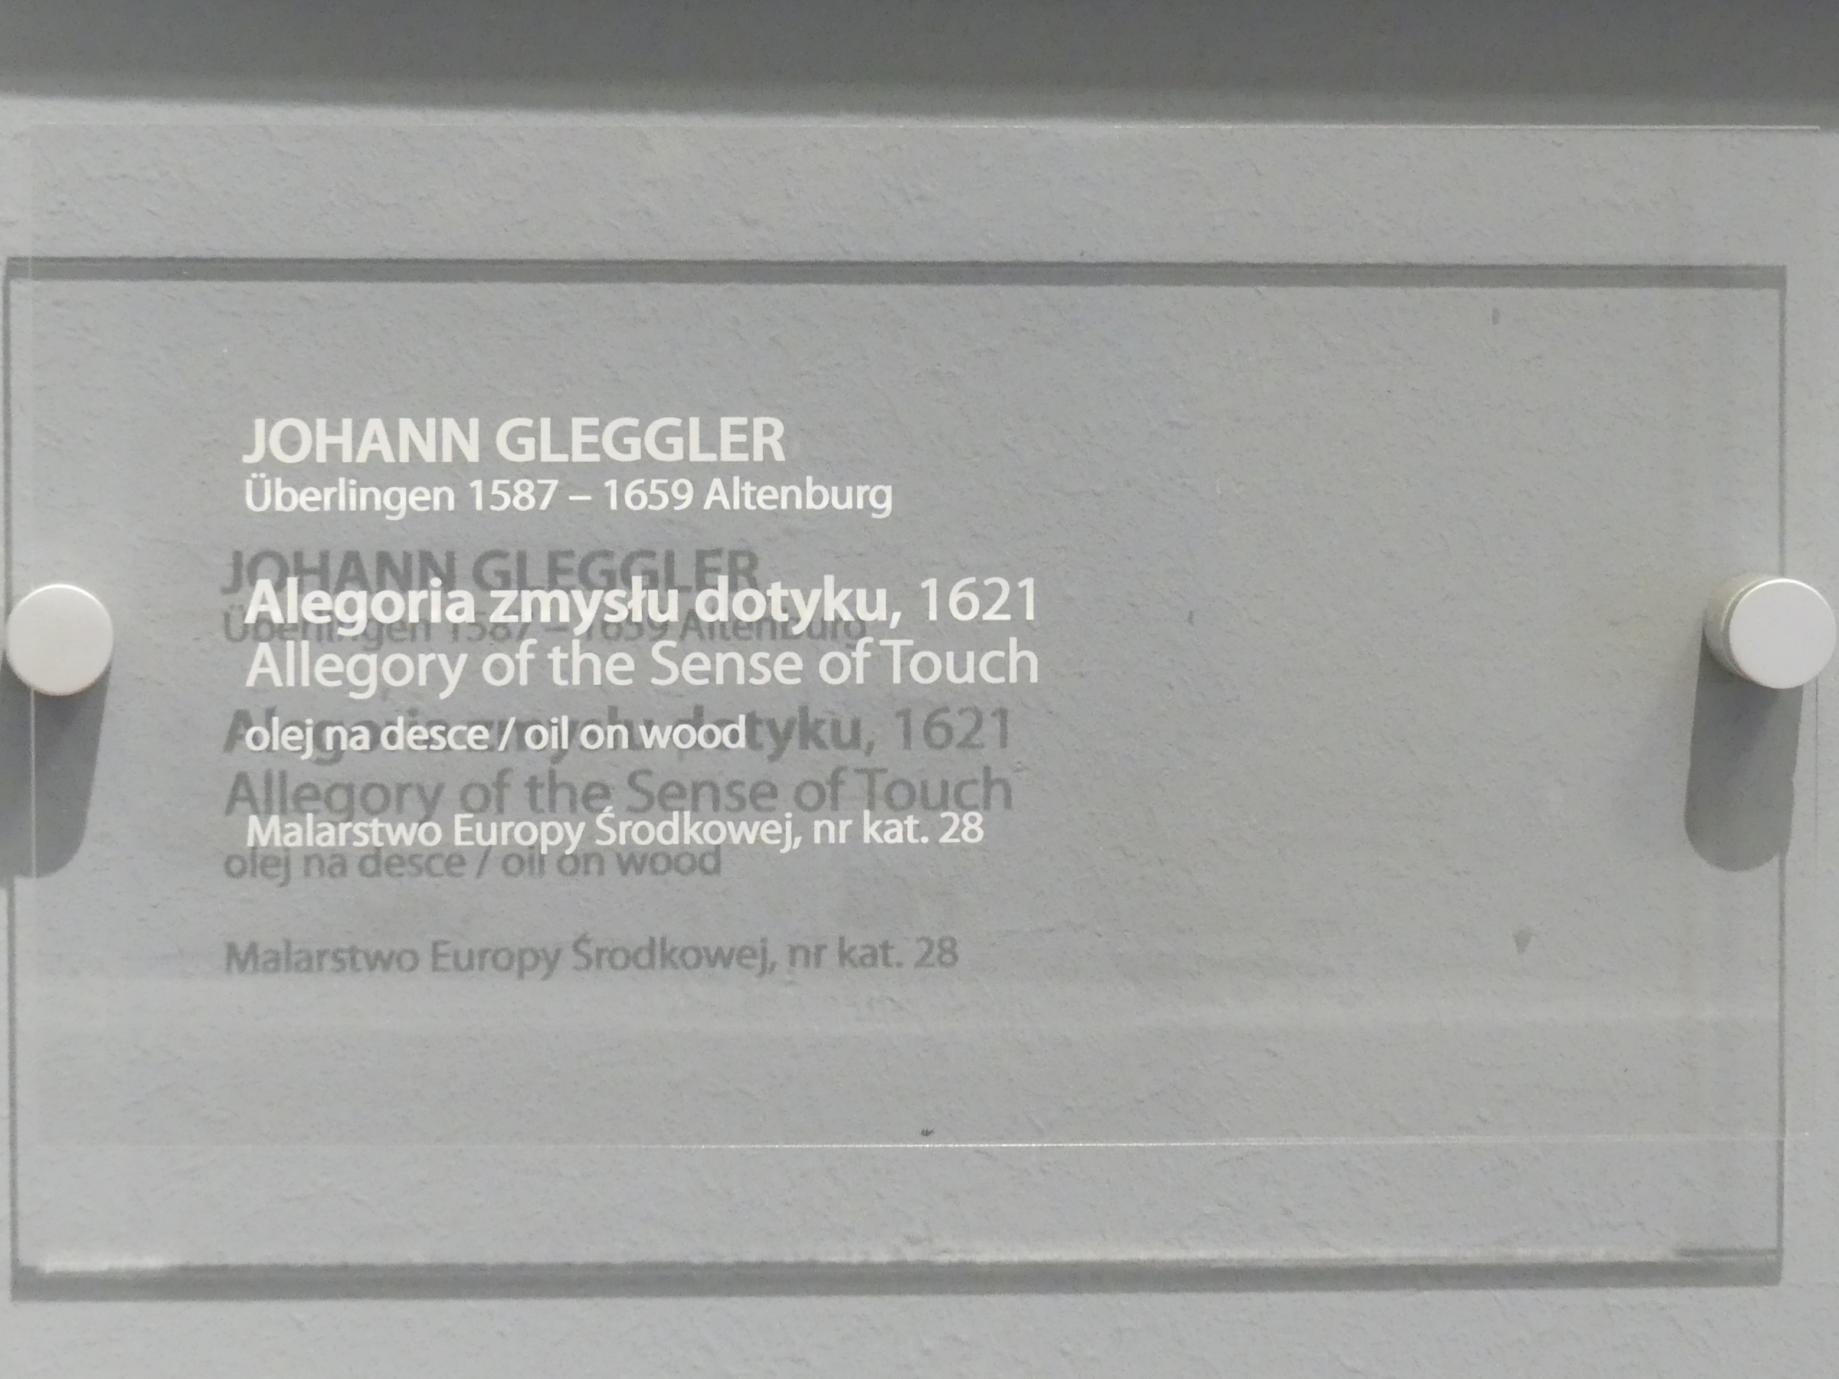 JOHANN GLEGGLER
Überlingen 1587 – 1659 Altenburg
Alegoria zmysłu dotyku, 1621
Allegory of the Sense of Touch
olej na desce / oil on wood
Malarstwo Europy Środkowej, nr kat. 28